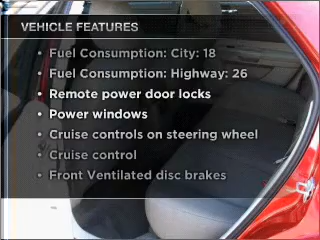 VEHICLE FEATURES
• Fuel Consumption: City: 18
• Fuel Consumption: Highway: 26
• Remote power door locks
• Power windows
• Cruise controls on steering wheel
• Cruise control
• Front Ventilated disc brakes